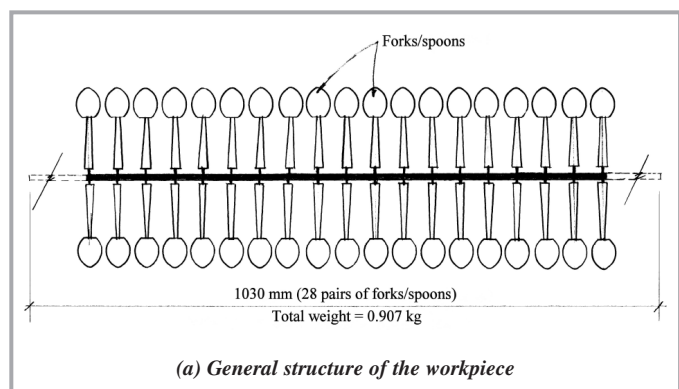 Forks/spoons
1030 mm (28 pairs of forks/spoons)
Total weight = 0.907 kg
(a) General structure of the workpiece